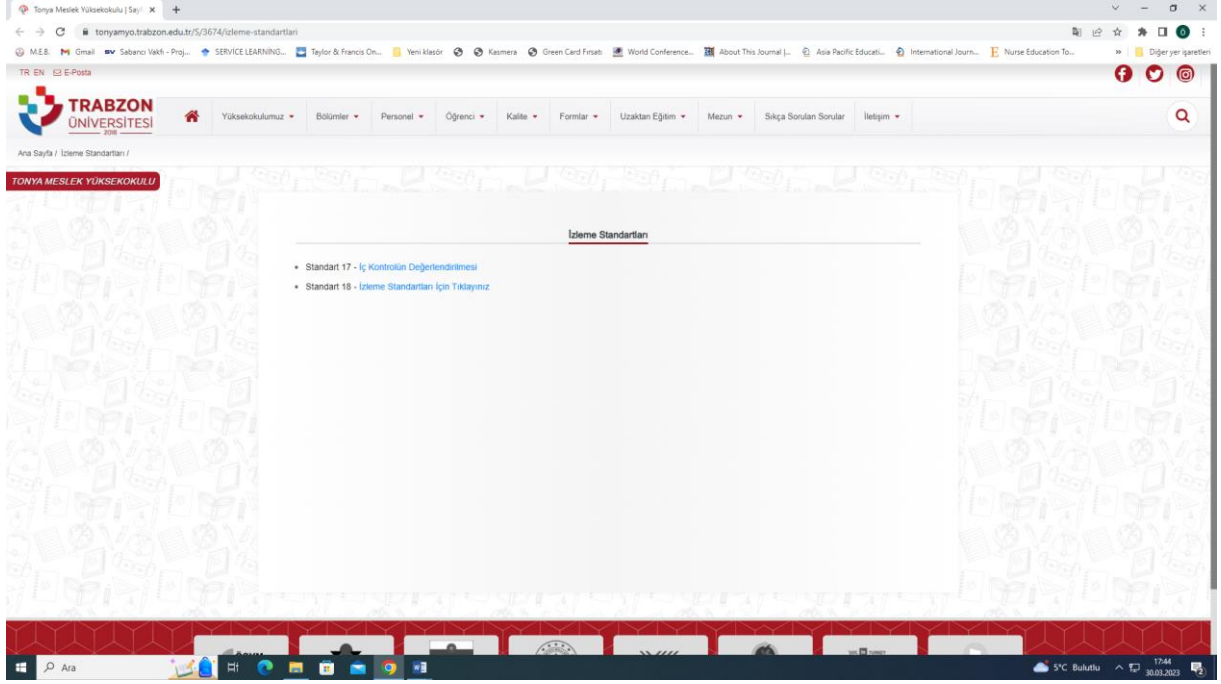 Tonya Meslek Yüksekokulu | Sayf
tonyamyo.trabzon.edu.tr/S/3674/izleme-standartlari
M.E.B. Gmail Sabancı Vakfı - Proj... SERVICE LEARNING... Taylor & Francis On... Yeni klasör Kasmera Green Card Fırsatı World Conference... About This Journal |... Asia Pacific Educati... International Journ... Nurse Education To... » Diğer yer işaretleri
TR EN E-Posta
TRABZON
ÜNİVERSİTESİ
2018
Yüksekokulumuz Bölümler Personel Öğrenci Kalite Formlar Uzaktan Eğitim Mezun Sıkça Sorulan Sorular İletişim
Ana Sayfa / İzleme Standartları /
TONYA MESLEK YÜKSEKOKULU
İzleme Standartları
Standart 17 - İç Kontrolün Değerlendirilmesi
Standart 18 - İzleme Standartları İçin Tıklayınız
Ara
5°C Bulutlu
17:44
30.03.2023